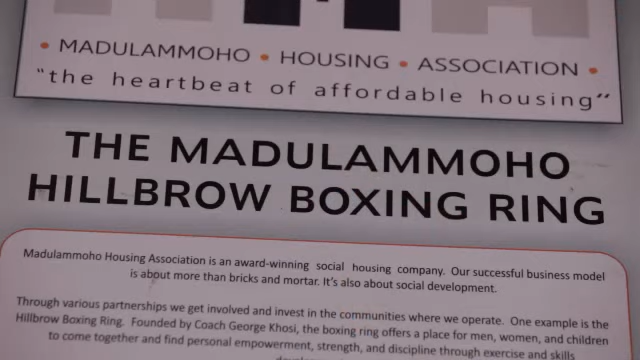 • MADULAMMOHO • HOUSING • ASSOCIATION •
"the heartbeat of affordable housing"
THE MADULAMMOHO
HILLBROW BOXING RING
Madulammoho Housing Association is an award-winning social housing company. Our successful business model
is about more than bricks and mortar. It's also about social development.
Through various partnerships we get involved and invest in the communities where we operate. One example is the
Hillbrow Boxing Ring. Founded by Coach George Khosi, the boxing ring offers a place for men, women, and children
to come together and find personal empowerment, strength, and discipline through exercise and skills